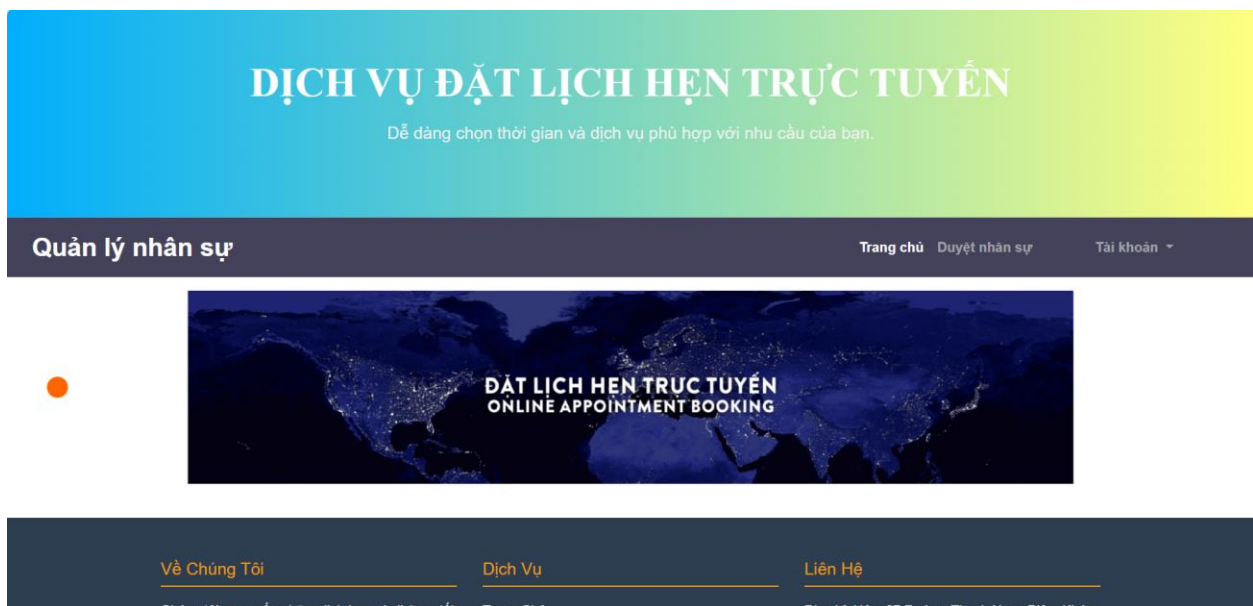 DỊCH VỤ ĐẶT LỊCH HẸN TRỰC TUYẾN
Dễ dàng chọn thời gian và dịch vụ phù hợp với nhu cầu của bạn.
Quản lý nhân sự
Trang chủ Duyệt nhân sự Tài khoản
ĐẶT LỊCH HẸN TRỰC TUYẾN
ONLINE APPOINTMENT BOOKING
Về Chúng Tôi Dịch Vụ Liên Hệ